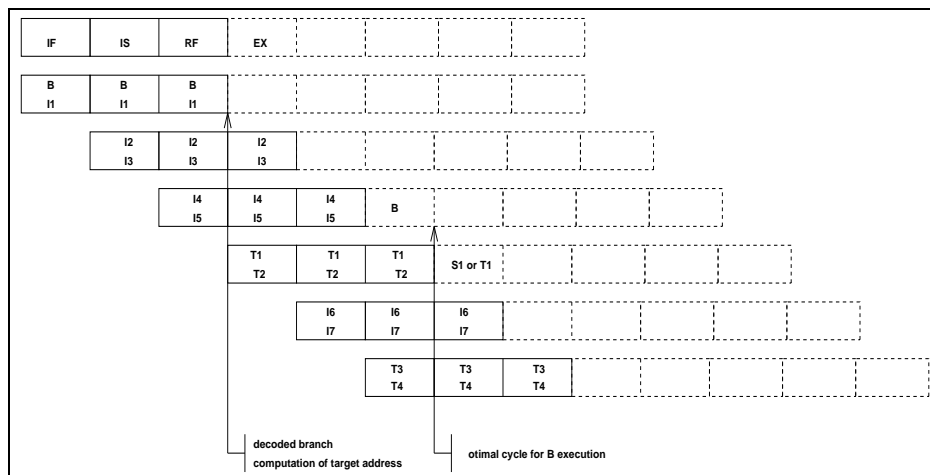 IF IS RF EX
B B B
I1 I1 I1
I2 I2 I2
I3 I3 I3
I4 I4 I4 B
I5 I5 I5
T1 T1 T1 S1 or T1
T2 T2 T2
I6 I6 I6
I7 I7 I7
T3 T3 T3
T4 T4 T4
decoded branch
computation of target address
otimal cycle for B execution